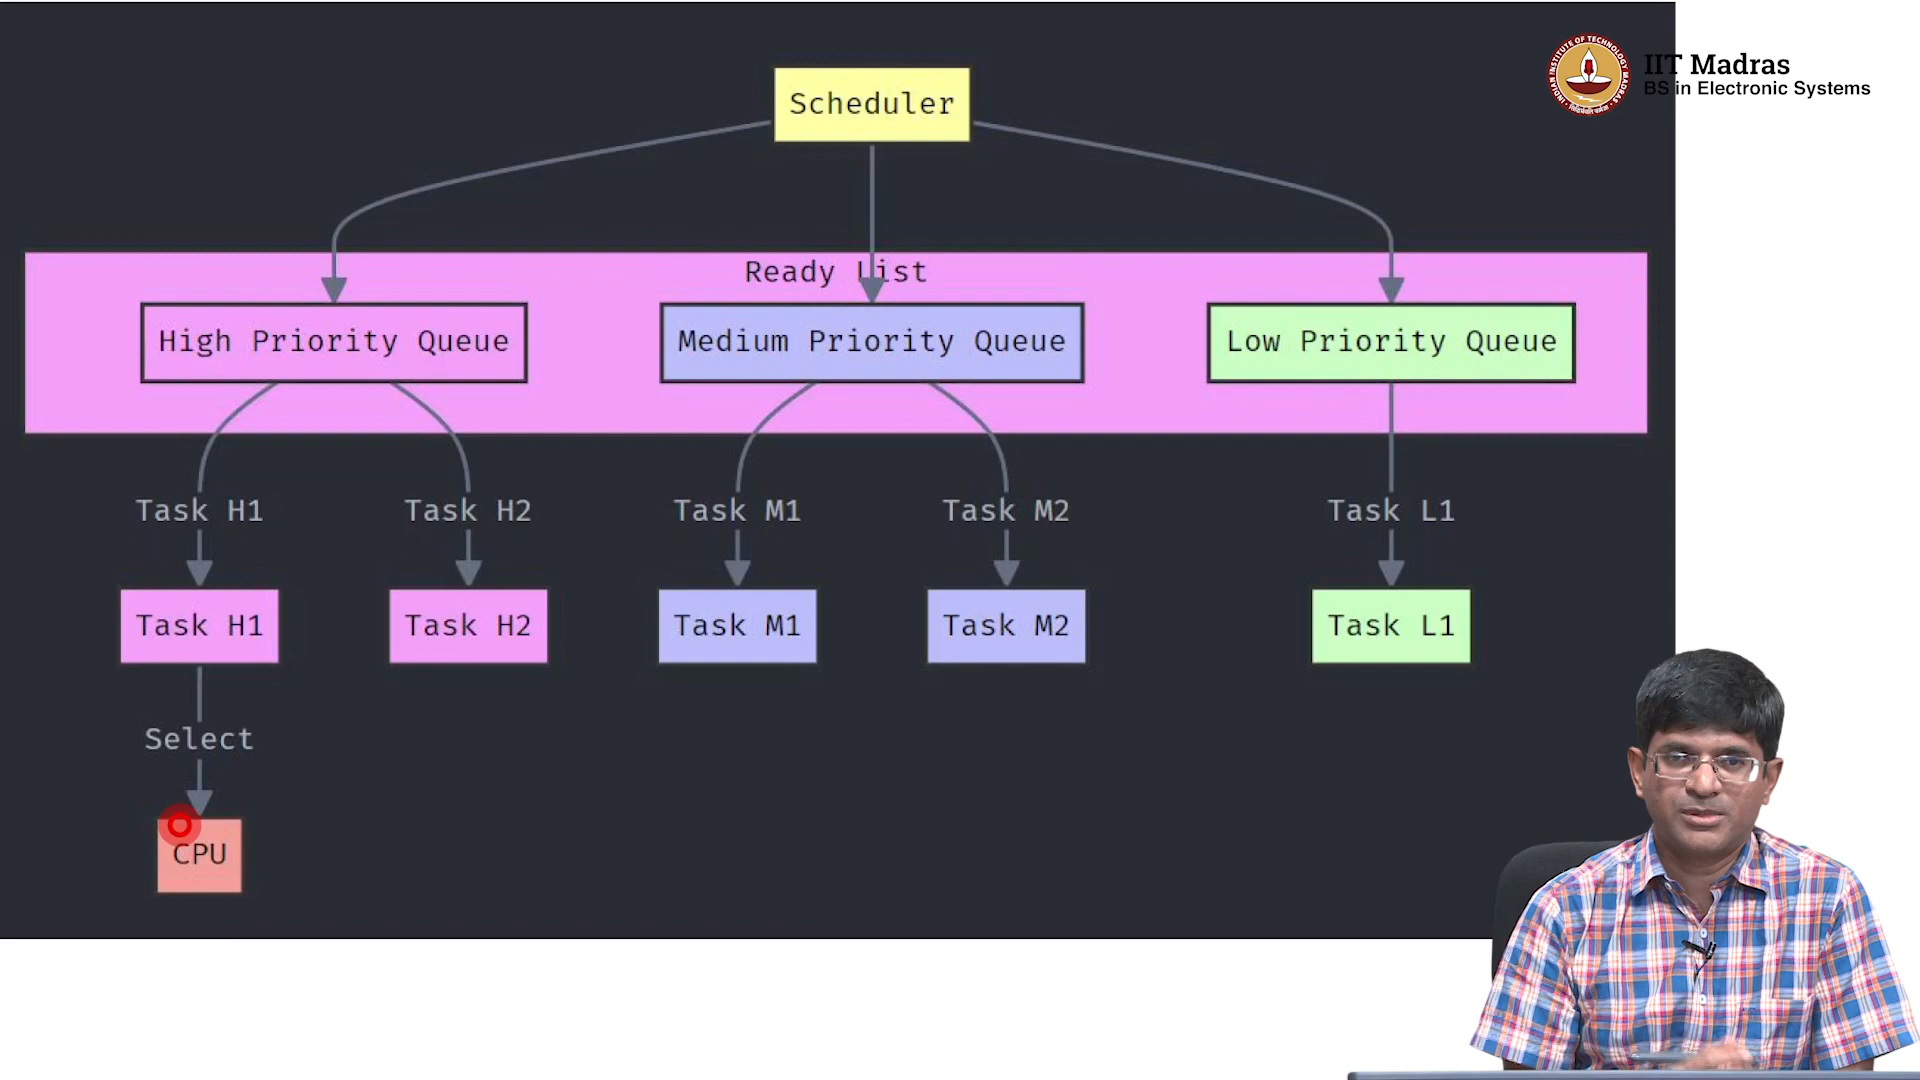 Scheduler
IIT Madras
BS in Electronic Systems
Ready List
High Priority Queue
Medium Priority Queue
Low Priority Queue
Task H1
Task H2
Task M1
Task M2
Task L1
Task H1
Task H2
Task M1
Task M2
Task L1
Select
CPU